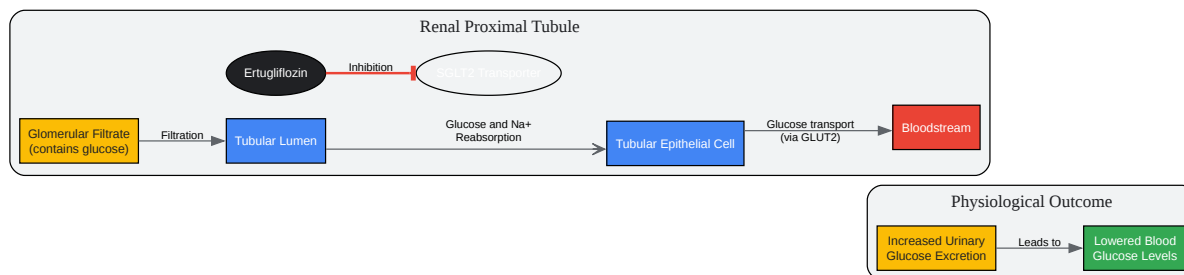 Renal Proximal Tubule
Ertugliflozin
Inhibition
SGLT2 Transporter
Glomerular Filtrate
(contains glucose)
Filtration
Tubular Lumen
Glucose and Na+
Reabsorption
Tubular Epithelial Cell
Glucose transport
(via GLUT2)
Bloodstream
Physiological Outcome
Increased Urinary
Glucose Excretion
Leads to
Lowered Blood
Glucose Levels